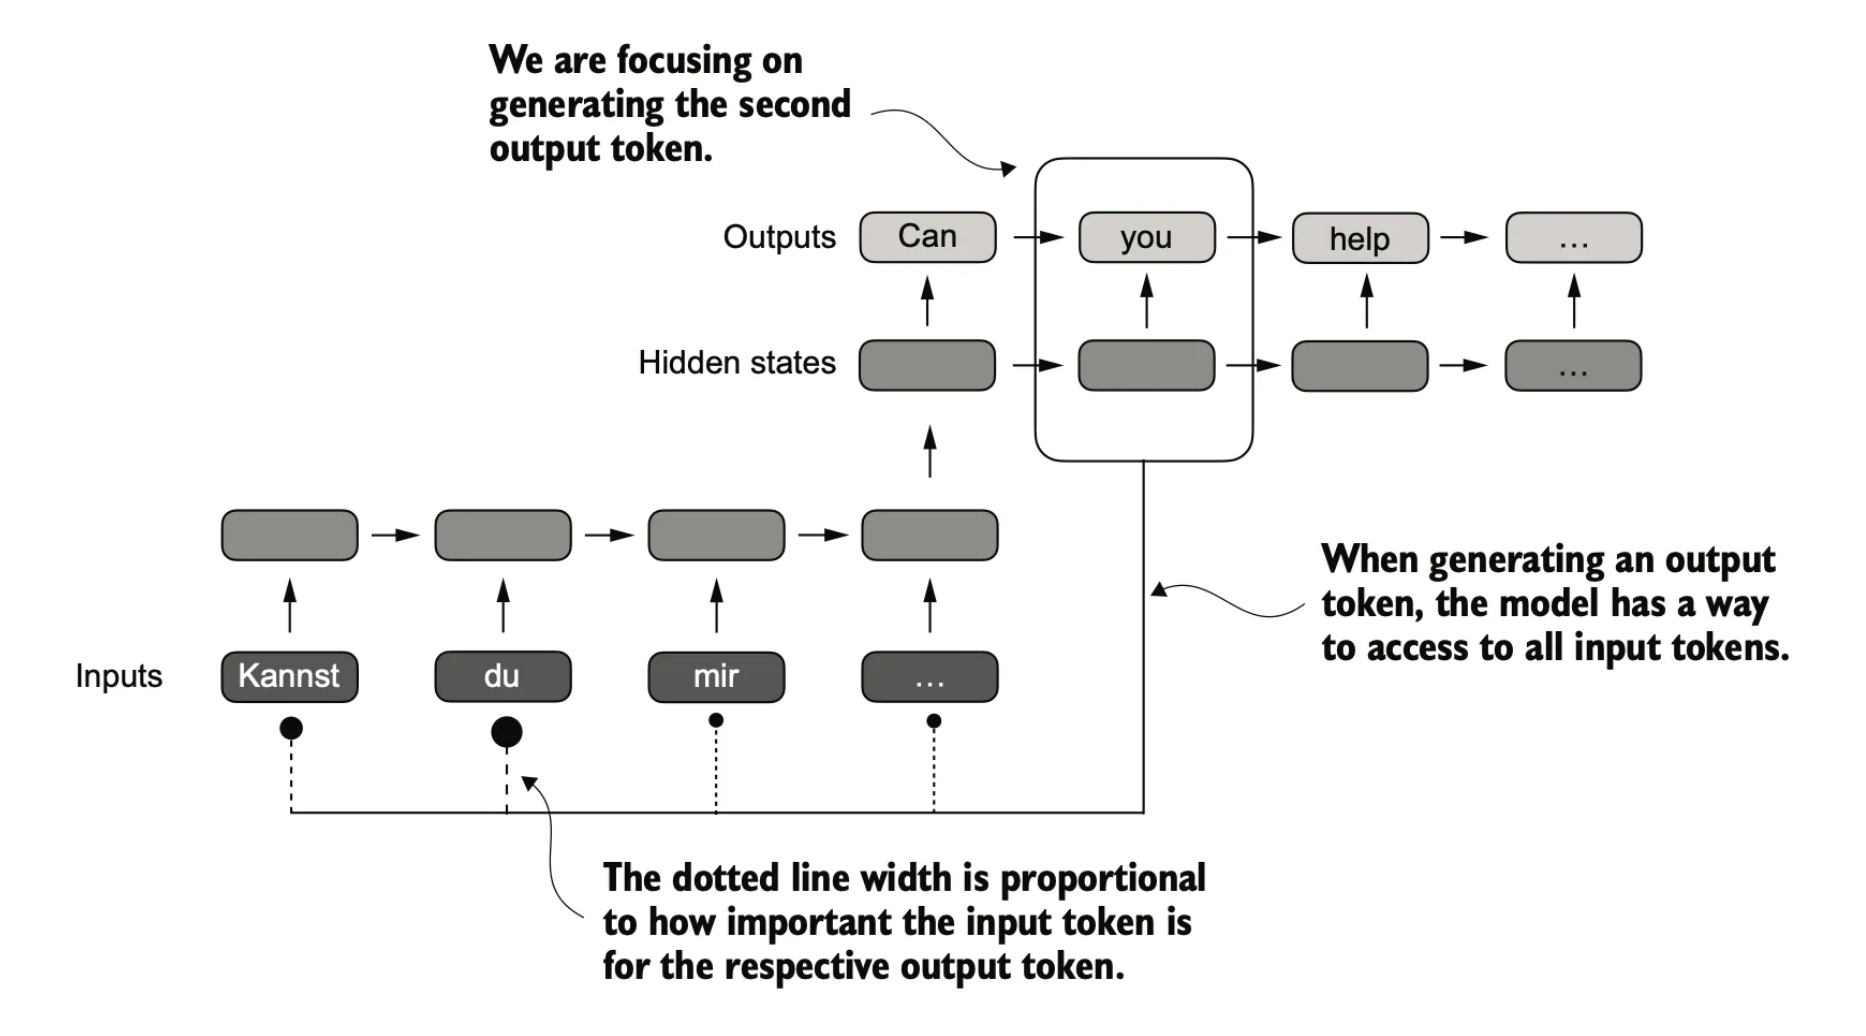 We are focusing on
generating the second
output token.
Outputs
Can
you
help
...
Hidden states
...
When generating an output
token, the model has a way
to access to all input tokens.
Inputs
Kannst
du
mir
...
The dotted line width is proportional
to how important the input token is
for the respective output token.